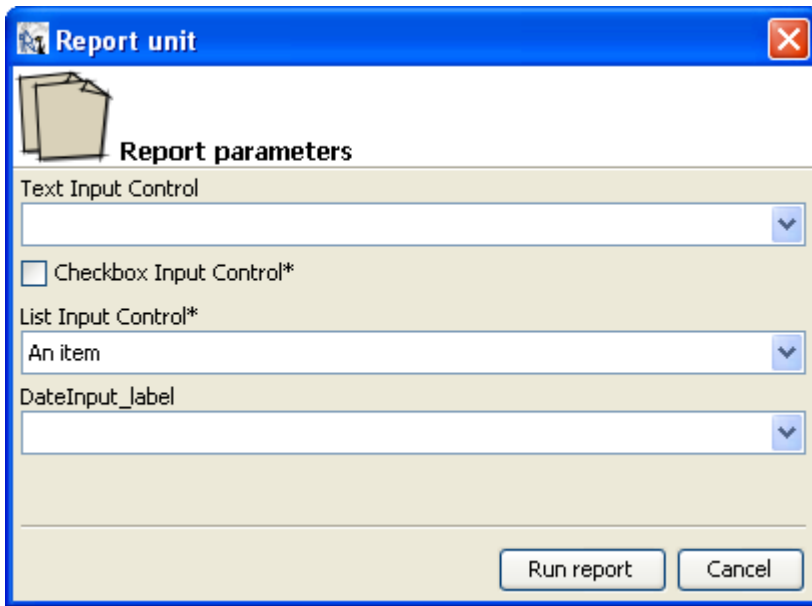 Report unit
Report parameters
Text Input Control
Checkbox Input Control*
List Input Control*
An item
DateInput_label
Run report Cancel